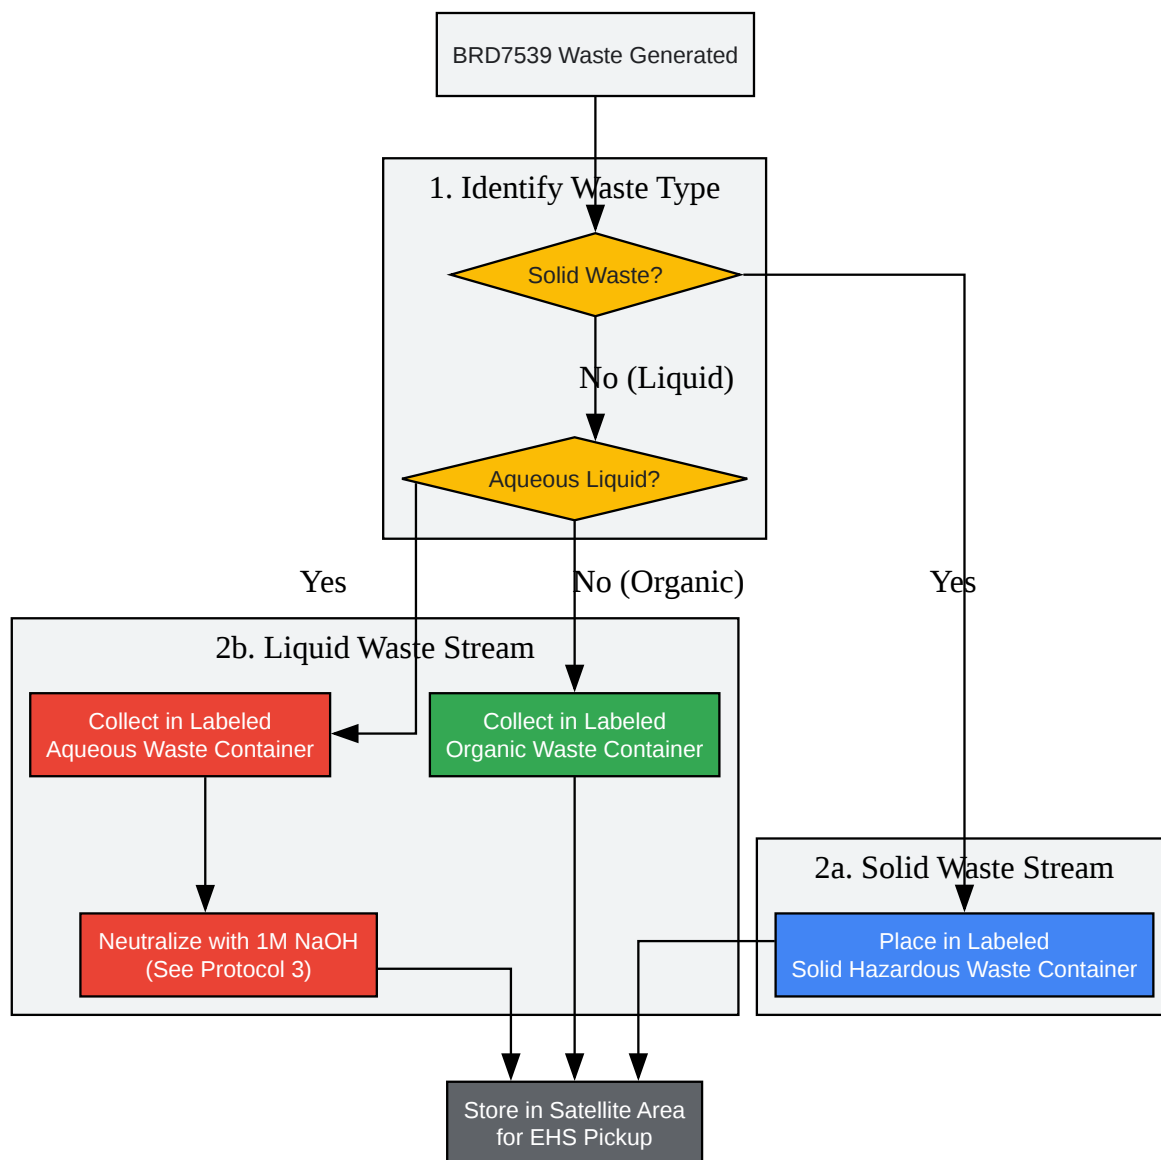 BRD7539 Waste Generated
1. Identify Waste Type
Solid Waste?
No (Liquid)
Aqueous Liquid?
Yes
No (Organic)
Yes
2b. Liquid Waste Stream
Collect in Labeled
Aqueous Waste Container
Collect in Labeled
Organic Waste Container
2a. Solid Waste Stream
Neutralize with 1M NaOH
(See Protocol 3)
Place in Labeled
Solid Hazardous Waste Container
Store in Satellite Area
for EHS Pickup